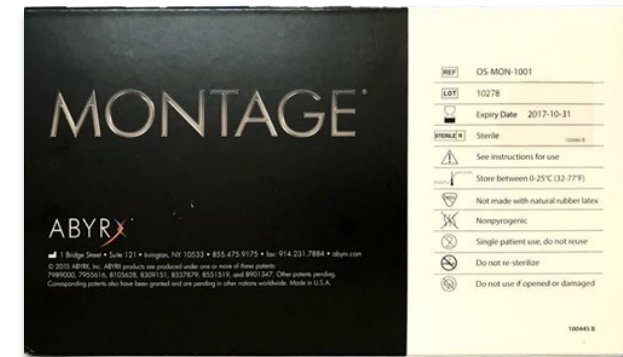 MONTAGE®
ABYRX
1 Bridge Street • Suite 121 • Irvington, NY 10533 • 855.475.9175 • fax: 914.231.7884 • abyrx.com
© 2015 ABYRX, Inc. ABYRX products are produced under one or more of these patents:
7989000, 7955616, 8105628, 8309151, 8337879, 8551519, and 8901347. Other patents pending.
Corresponding patents also have been granted and are pending in other nations worldwide. Made in U.S.A.
REF OS-MON-1001
LOT 10278
Expiry Date 2017-10-31
STERILE R Sterile
See instructions for use
Store between 0-25°C (32-77°F)
Not made with natural rubber latex
Nonpyrogenic
Single patient use, do not reuse
Do not re-sterilize
Do not use if opened or damaged
100445 B